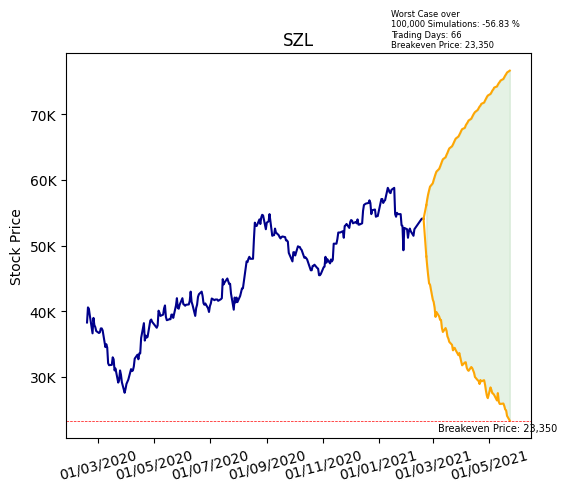 Worst Case over
100,000 Simulations: -56.83 %
Trading Days: 66
Breakeven Price: 23,350
SZL
Stock Price
70K
60K
50K
40K
30K
Breakeven Price: 23,350
01/03/2020
01/05/2020
01/07/2020
01/09/2020
01/11/2020
01/01/2021
01/03/2021
01/05/2021